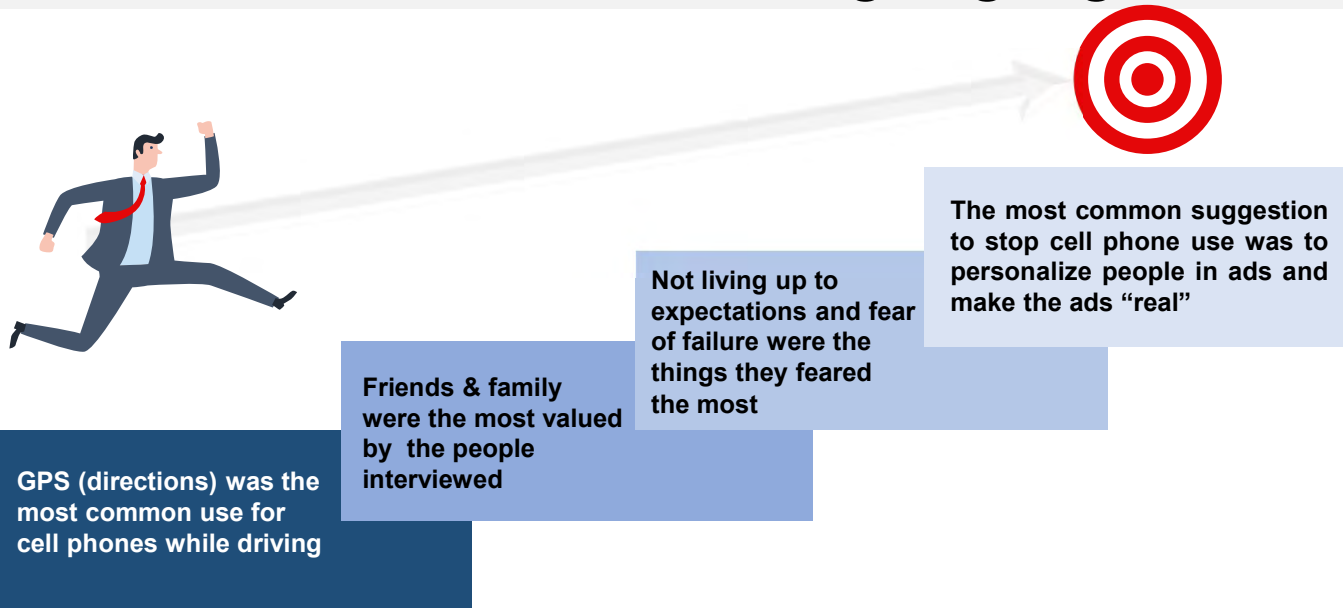 GPS (directions) was the
most common use for
cell phones while driving
Friends & family
were the most valued
by the people
interviewed
Not living up to
expectations and fear
of failure were the
things they feared
the most
The most common suggestion
to stop cell phone use was to
personalize people in ads and
make the ads “real”